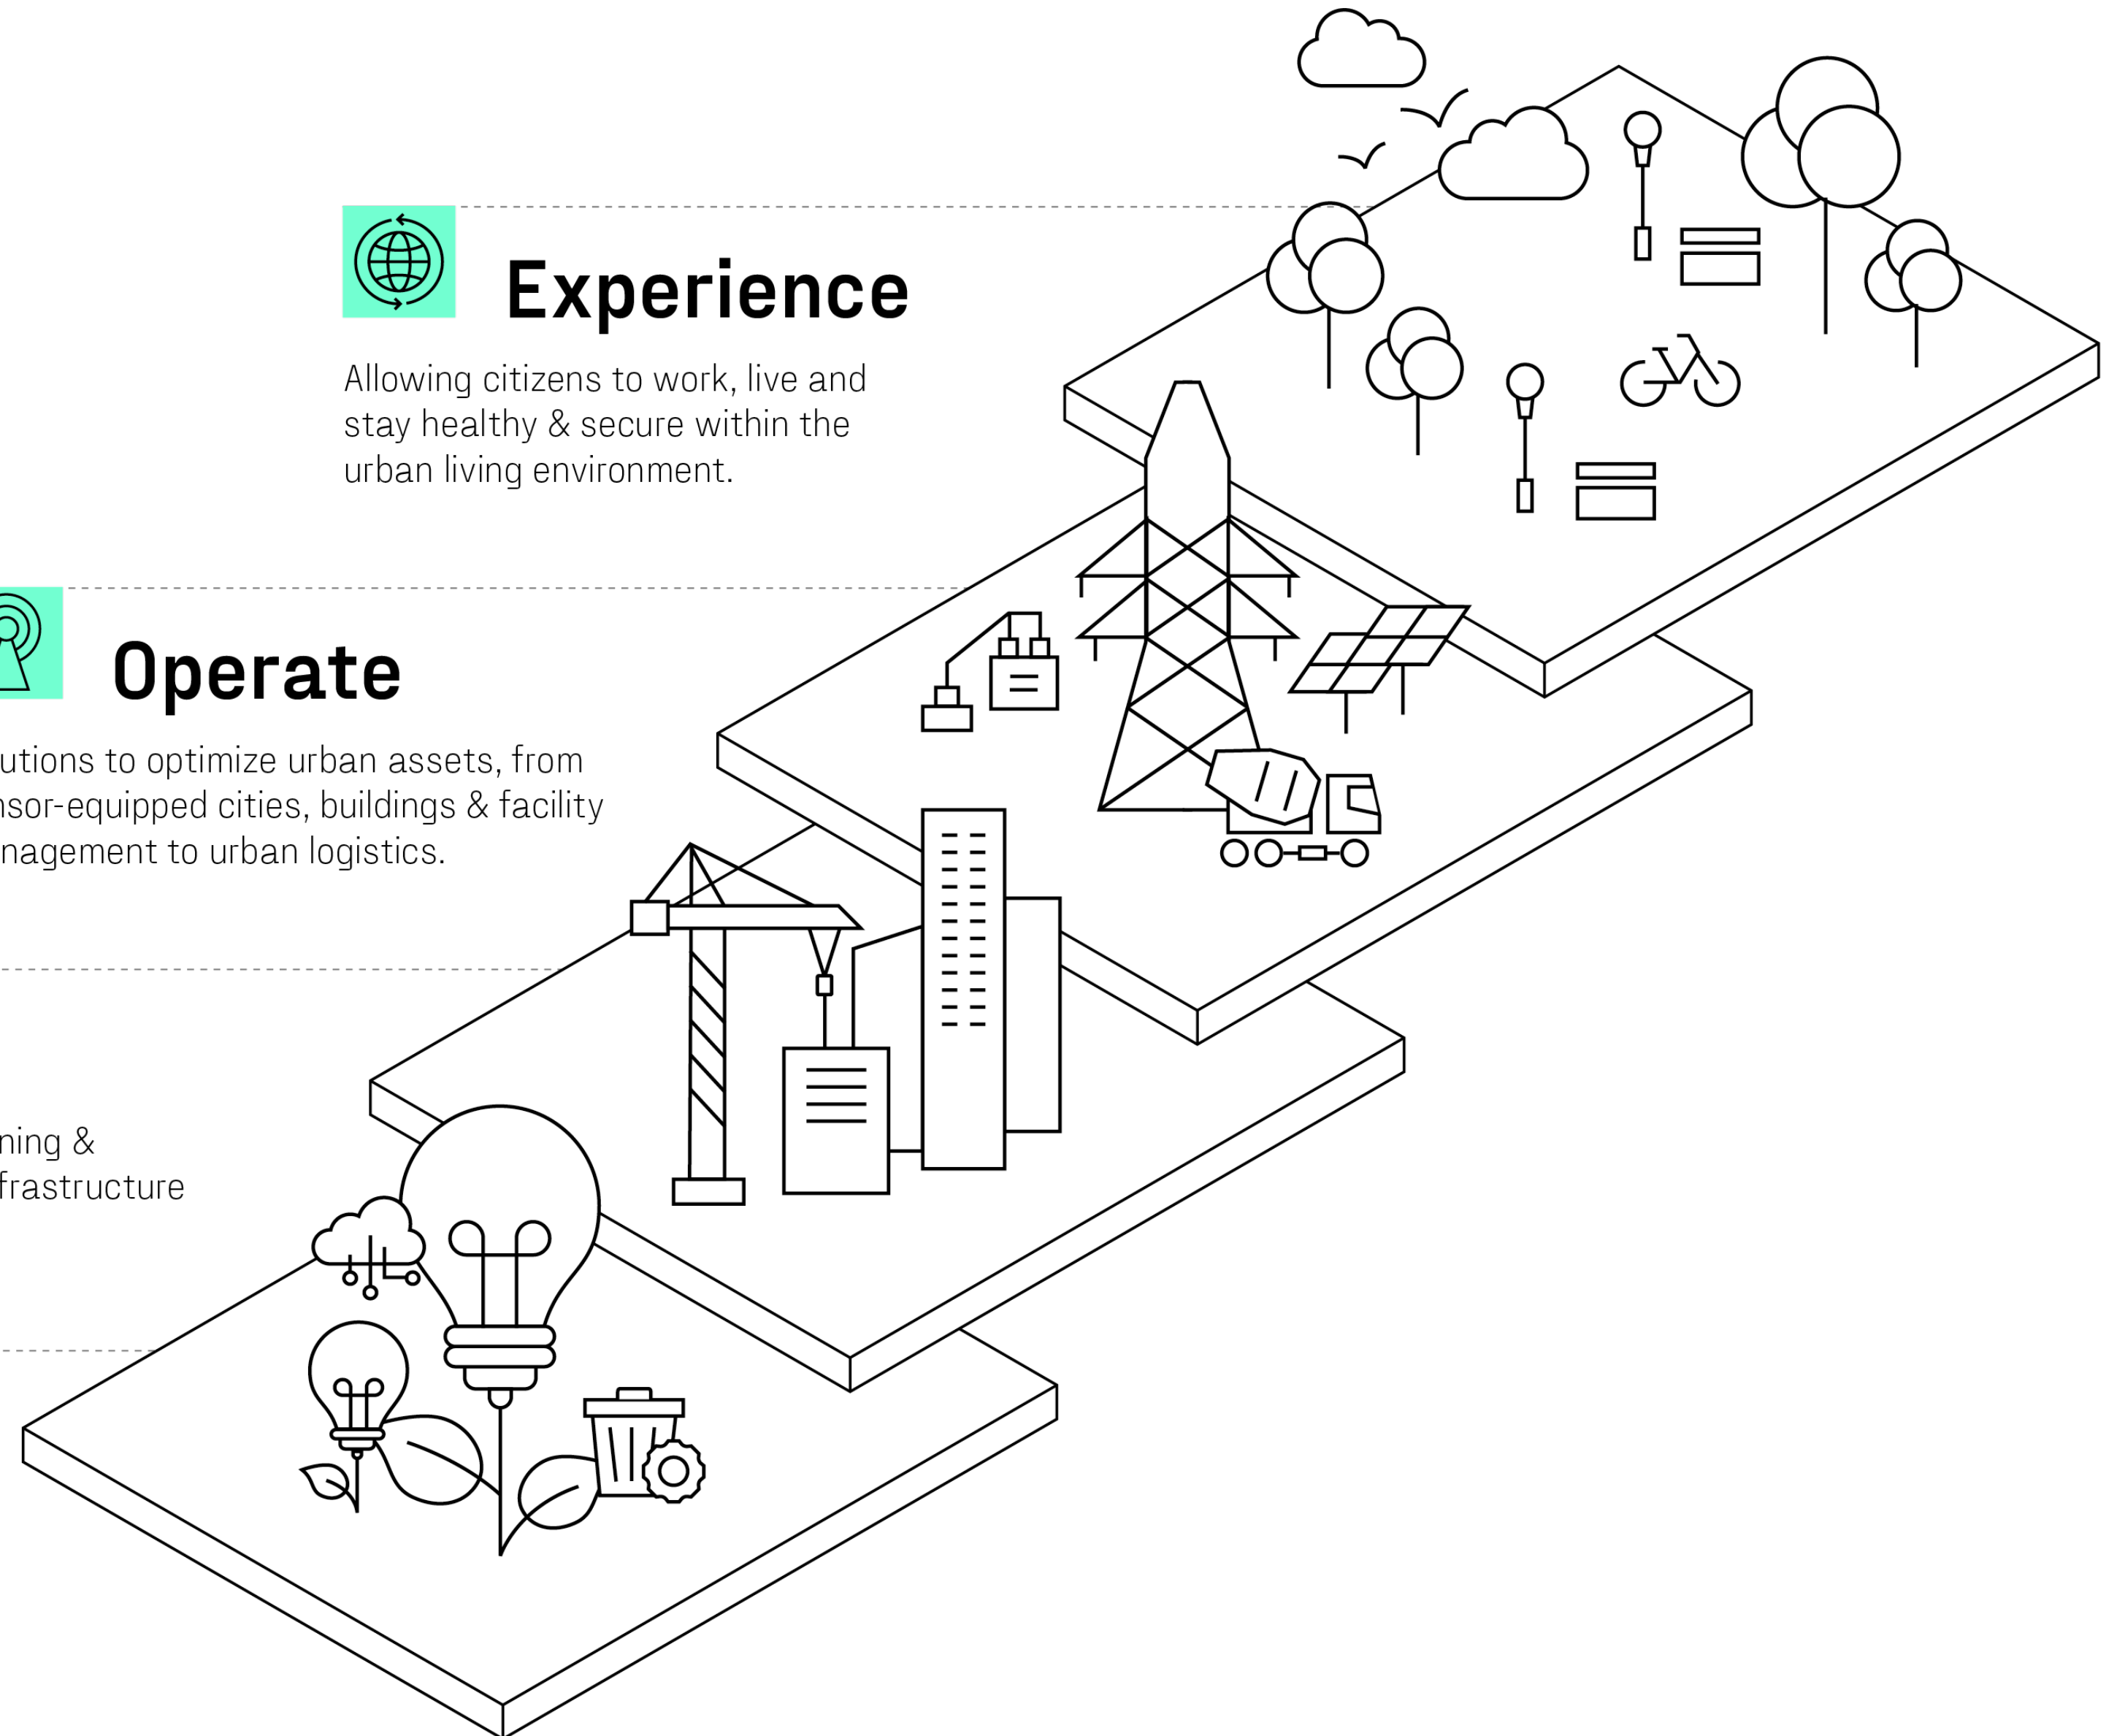 Experience
Allowing citizens to work, live and
stay healthy & secure within the
urban living environment.
Operate
utions to optimize urban assets, from
nsor-equipped cities, buildings & facility
nagement to urban logistics.
ning &
frastructure